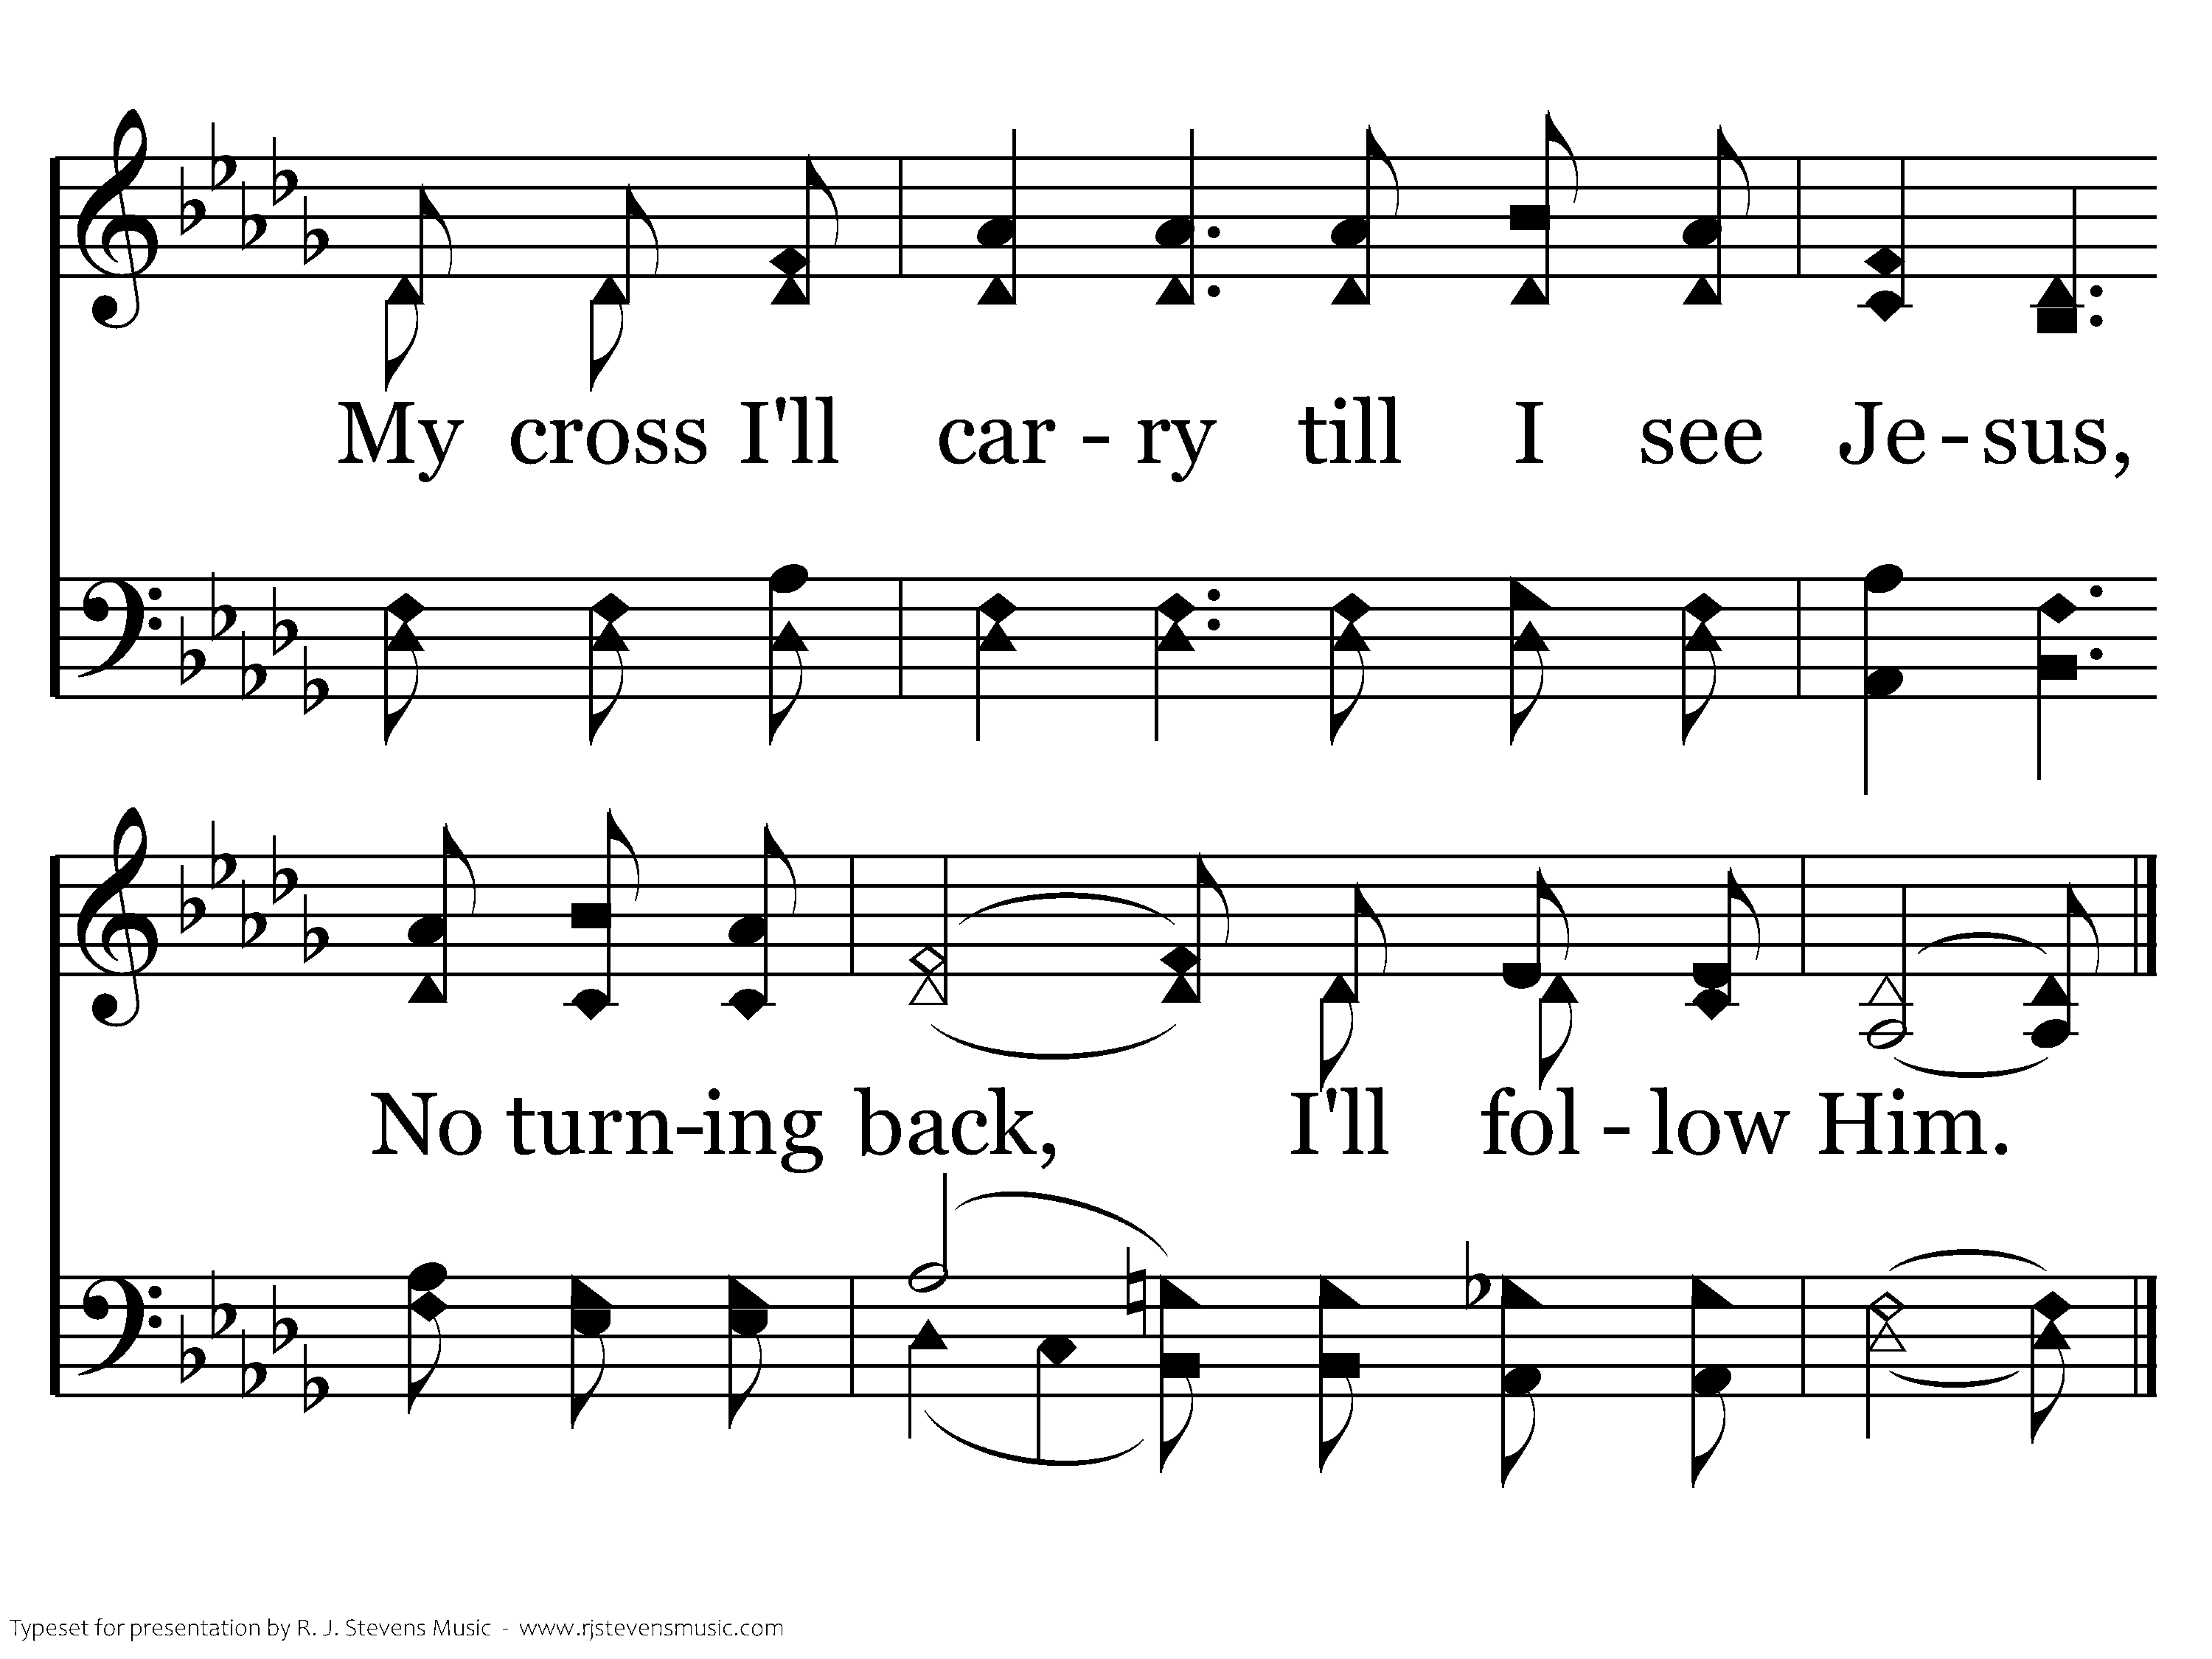 My cross I'll car - ry till I see Je - sus,
No turn-ing back, I'll fol - low Him.
Typeset for presentation by R. J. Stevens Music - www.rjstevensmusic.com